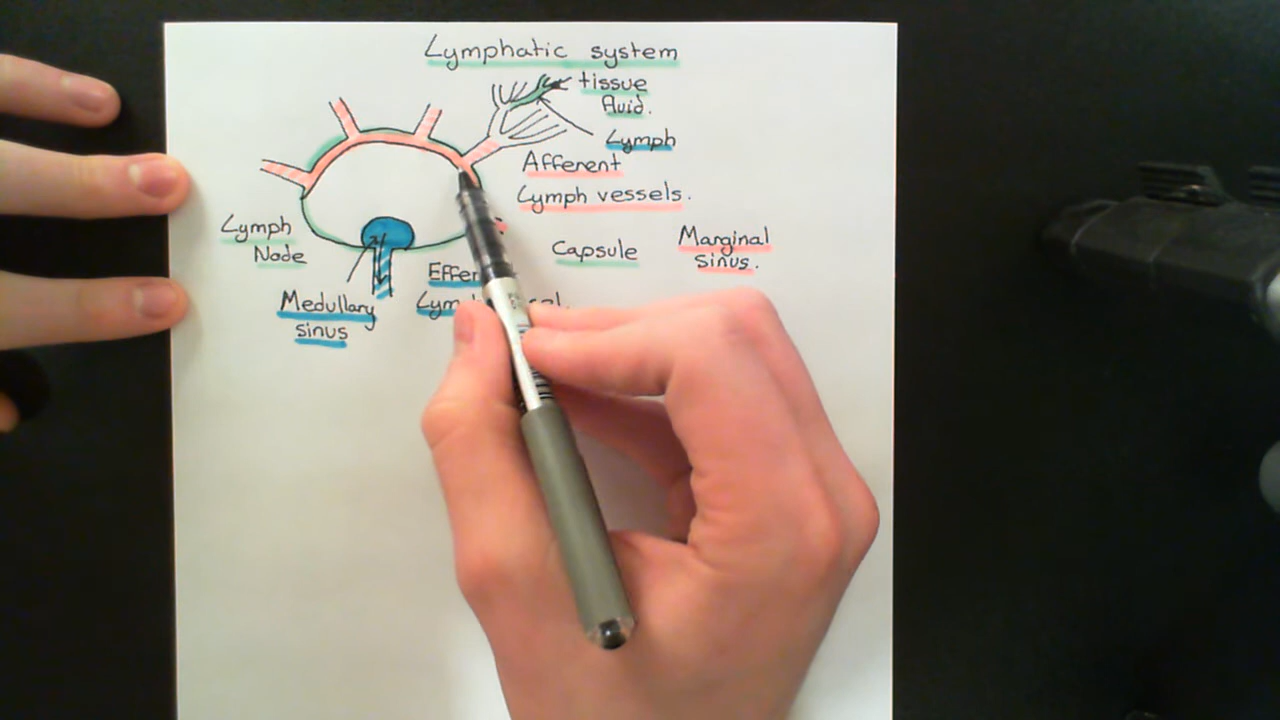 Lymphatic system
tissue
fluid.
Lymph
Afferent
Lymph vessels.
Lymph
Node
Capsule
Marginal
sinus.
Medullary
sinus